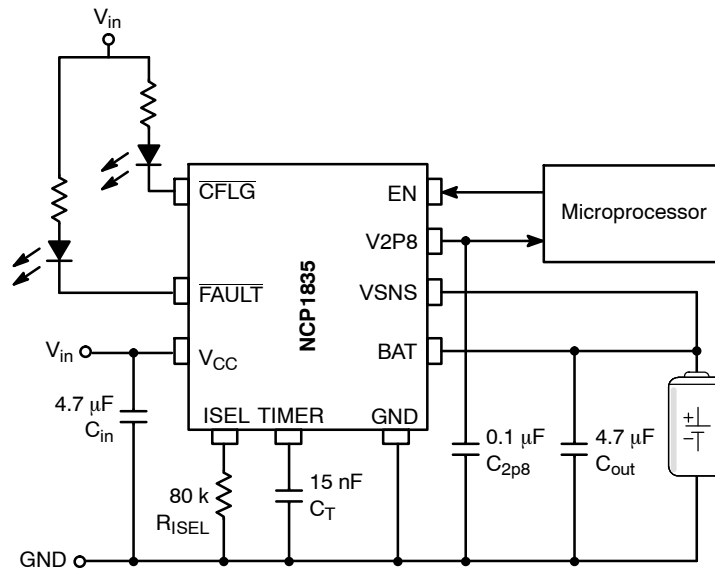 Vin
CFLG
EN
Microprocessor
V2P8
FAULT
NCP1835
VSNS
Vin
VCC
BAT
4.7 μF
Cin
ISEL
TIMER
GND
+
−
80 k
RISEL
15 nF
CT
0.1 μF
C2p8
4.7 μF
Cout
GND